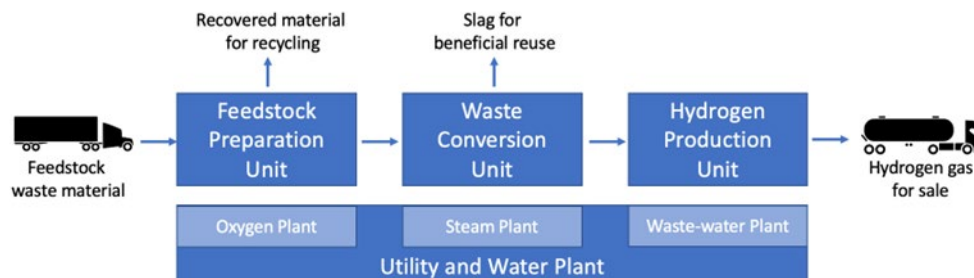 Recovered material
for recycling
Slag for
beneficial reuse
Feedstock
Preparation
Unit
Waste
Conversion
Unit
Hydrogen
Production
Unit
Feedstock
waste material
Hydrogen gas
for sale
Oxygen Plant
Steam Plant
Waste-water Plant
Utility and Water Plant